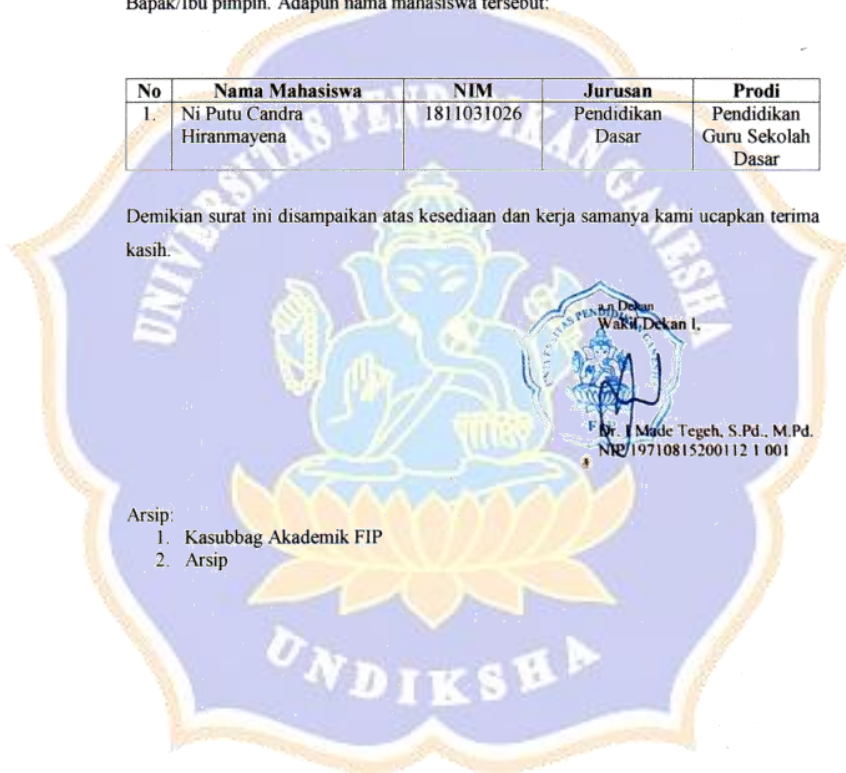 Bapak/Ibu pimpin. Adapun nama mahasiswa tersebut:
No Nama Mahasiswa NIM Jurusan Prodi
1. Ni Putu Candra Hiranmayena 1811031026 Pendidikan Dasar Pendidikan Guru Sekolah Dasar
Demikian surat ini disampaikan atas kesediaan dan kerja samanya kami ucapkan terima
kasih.
a.n Dekan
Wakil Dekan I,
Dr. I Made Tegeh, S.Pd., M.Pd.
NIP 19710815200112 1 001
Arsip:
1. Kasubbag Akademik FIP
2. Arsip
UNIVERSITAS PENDIDIKAN GANESHA
UNDIKSHA